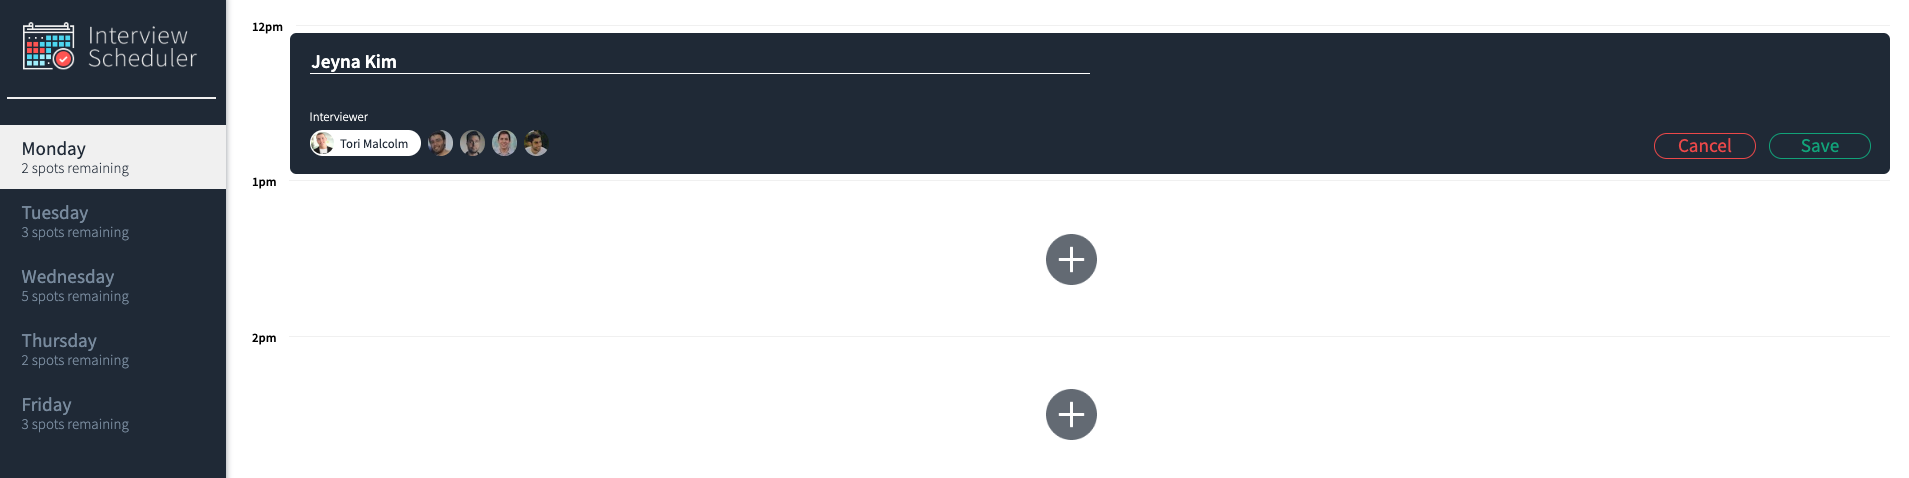 Interview
Scheduler
Monday
2 spots remaining
Tuesday
3 spots remaining
Wednesday
5 spots remaining
Thursday
2 spots remaining
Friday
3 spots remaining
12pm
Jeyna Kim
Interviewer
Tori Malcolm
Cancel
Save
1pm
2pm